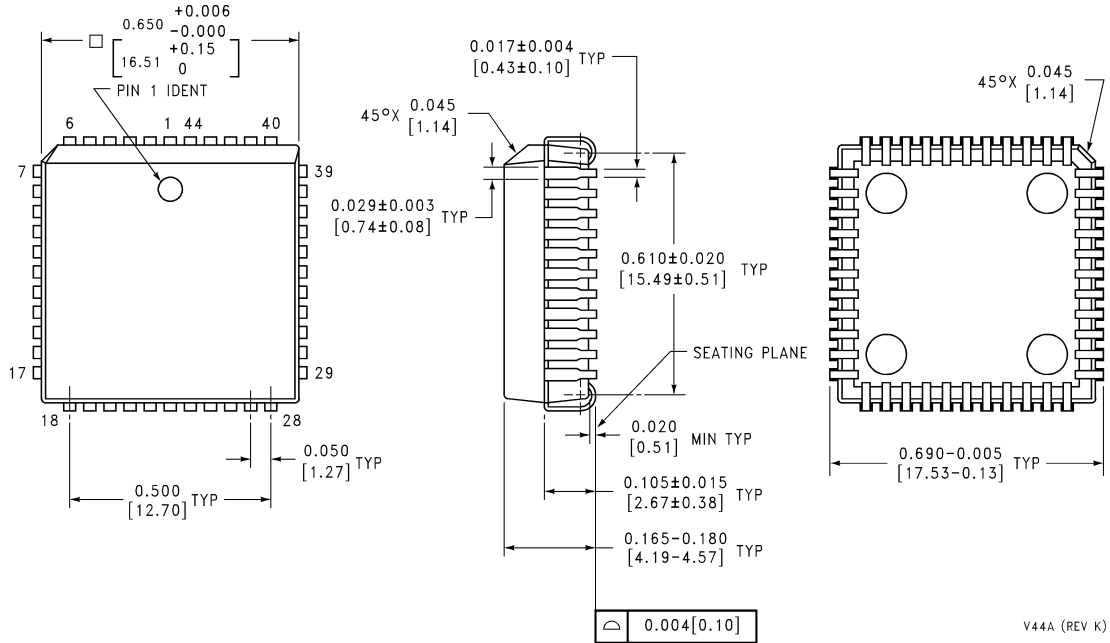 0.650 +0.006 -0.000
[16.51 +0.15 0]
PIN 1 IDENT
6 1 44 40
7 39
17 29
18 28
0.050
[1.27] TYP
0.500
[12.70] TYP
0.017±0.004
[0.43±0.10] TYP
45°X 0.045
[1.14]
0.029±0.003
[0.74±0.08] TYP
0.610±0.020
[15.49±0.51] TYP
SEATING PLANE
0.020
[0.51] MIN TYP
0.105±0.015
[2.67±0.38] TYP
0.165-0.180
[4.19-4.57] TYP
0.004[0.10]
45°X 0.045
[1.14]
0.690-0.005
[17.53-0.13] TYP
V44A (REV K)